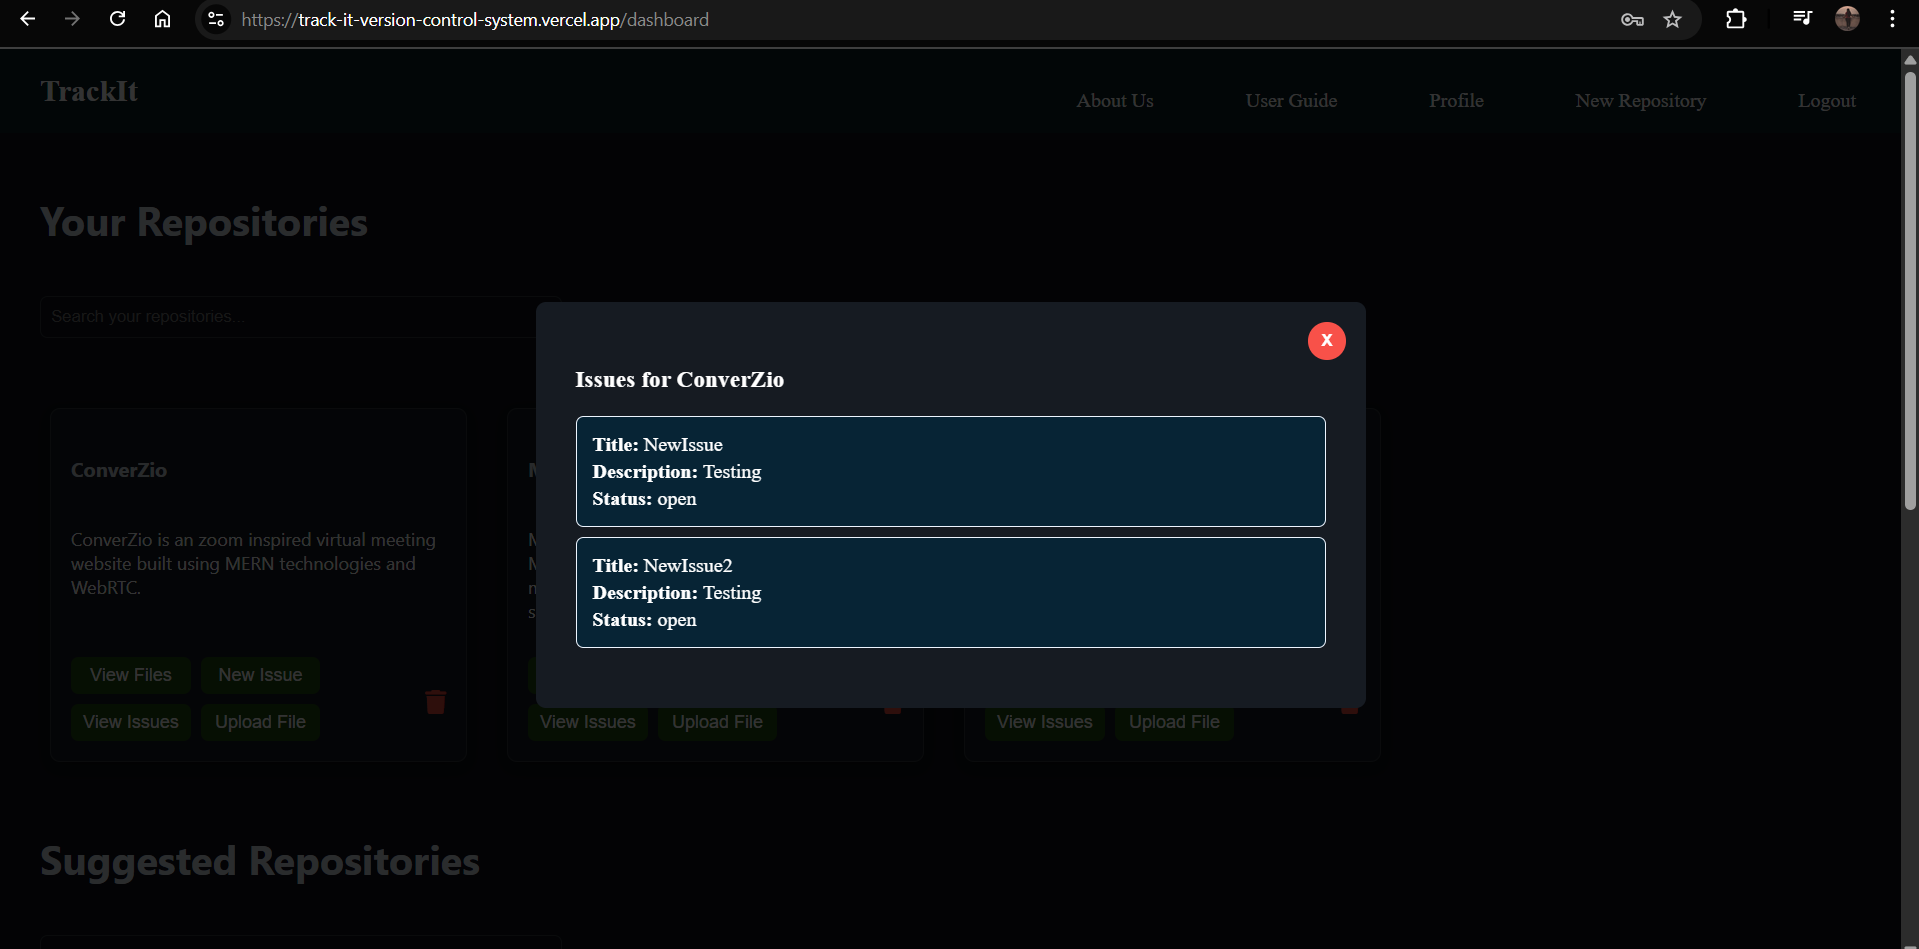 https://track-it-version-control-system.vercel.app/dashboard
TrackIt
About Us
User Guide
Profile
New Repository
Logout
Your Repositories
Search your repositories...
X
Issues for ConverZio
Title: NewIssue
Description: Testing
Status: open
Title: NewIssue2
Description: Testing
Status: open
ConverZio
ConverZio is an zoom inspired virtual meeting
website built using MERN technologies and
WebRTC.
View Files
New Issue
View Issues
Upload File
View Issues
Upload File
View Issues
Upload File
Suggested Repositories